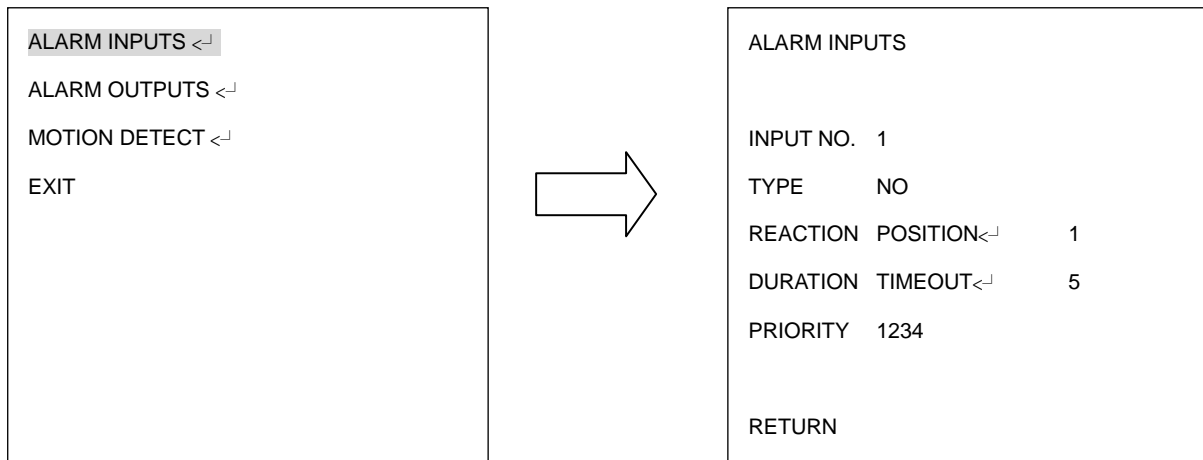 ALARM INPUTS <┘
ALARM OUTPUTS <┘
MOTION DETECT <┘
EXIT
ALARM INPUTS
INPUT NO. 1
TYPE NO
REACTION POSITION<┘ 1
DURATION TIMEOUT<┘ 5
PRIORITY 1234
RETURN